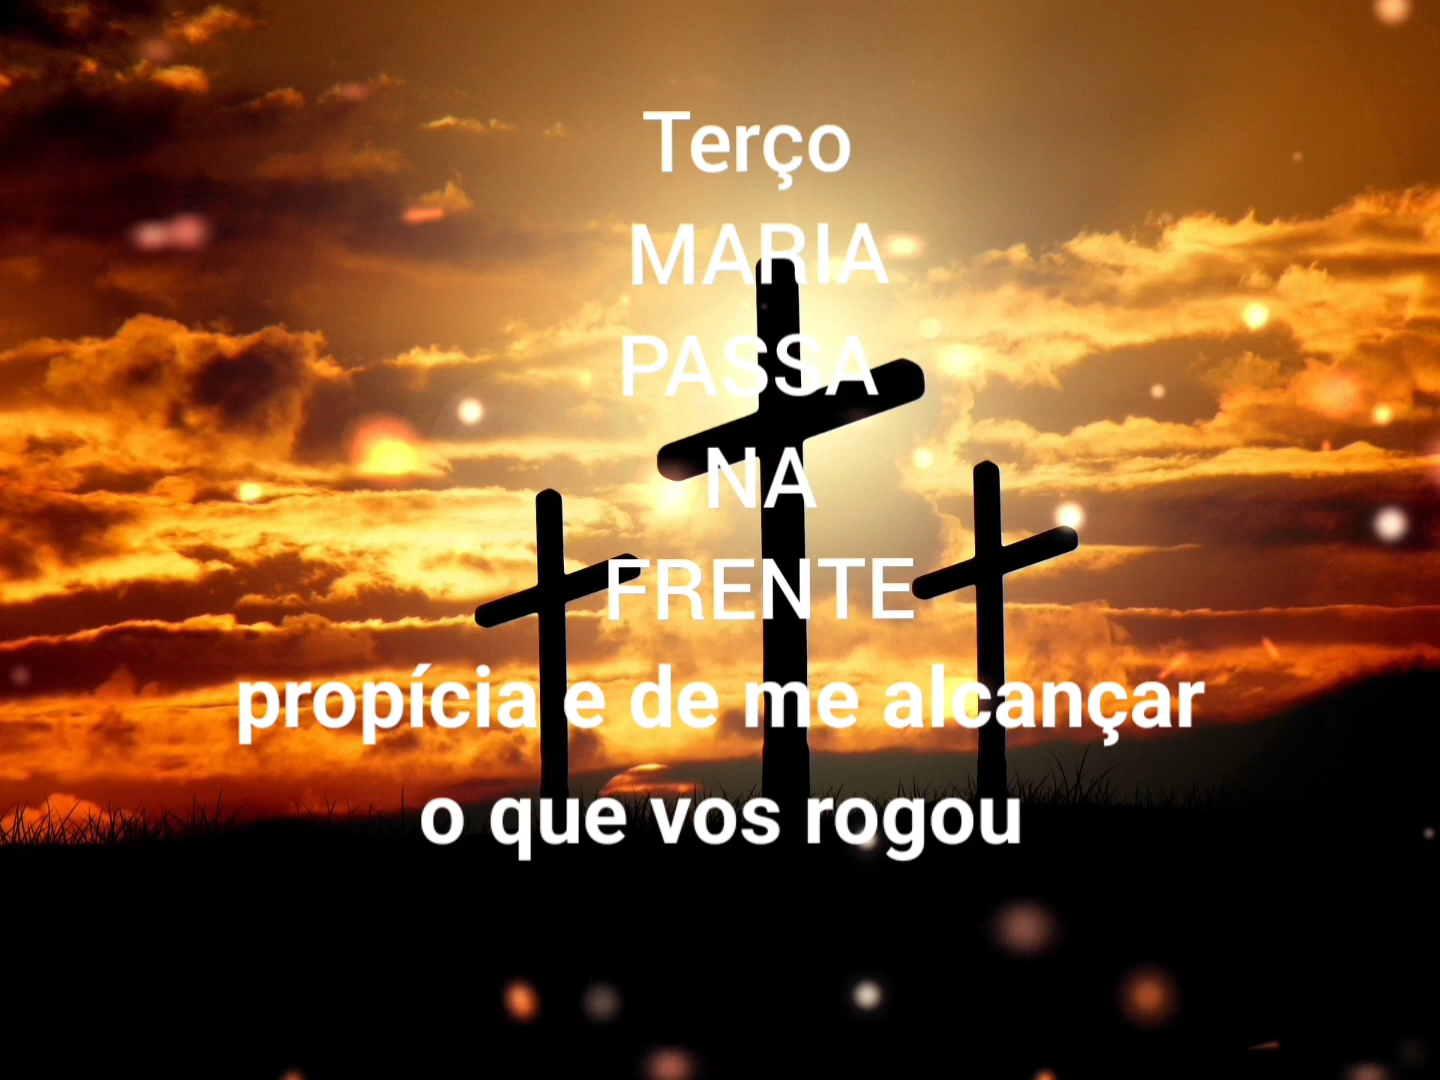 Terço
MARIA
PASSA
NA
FRENTE
propícia e de me alcançar
o que vos rogou